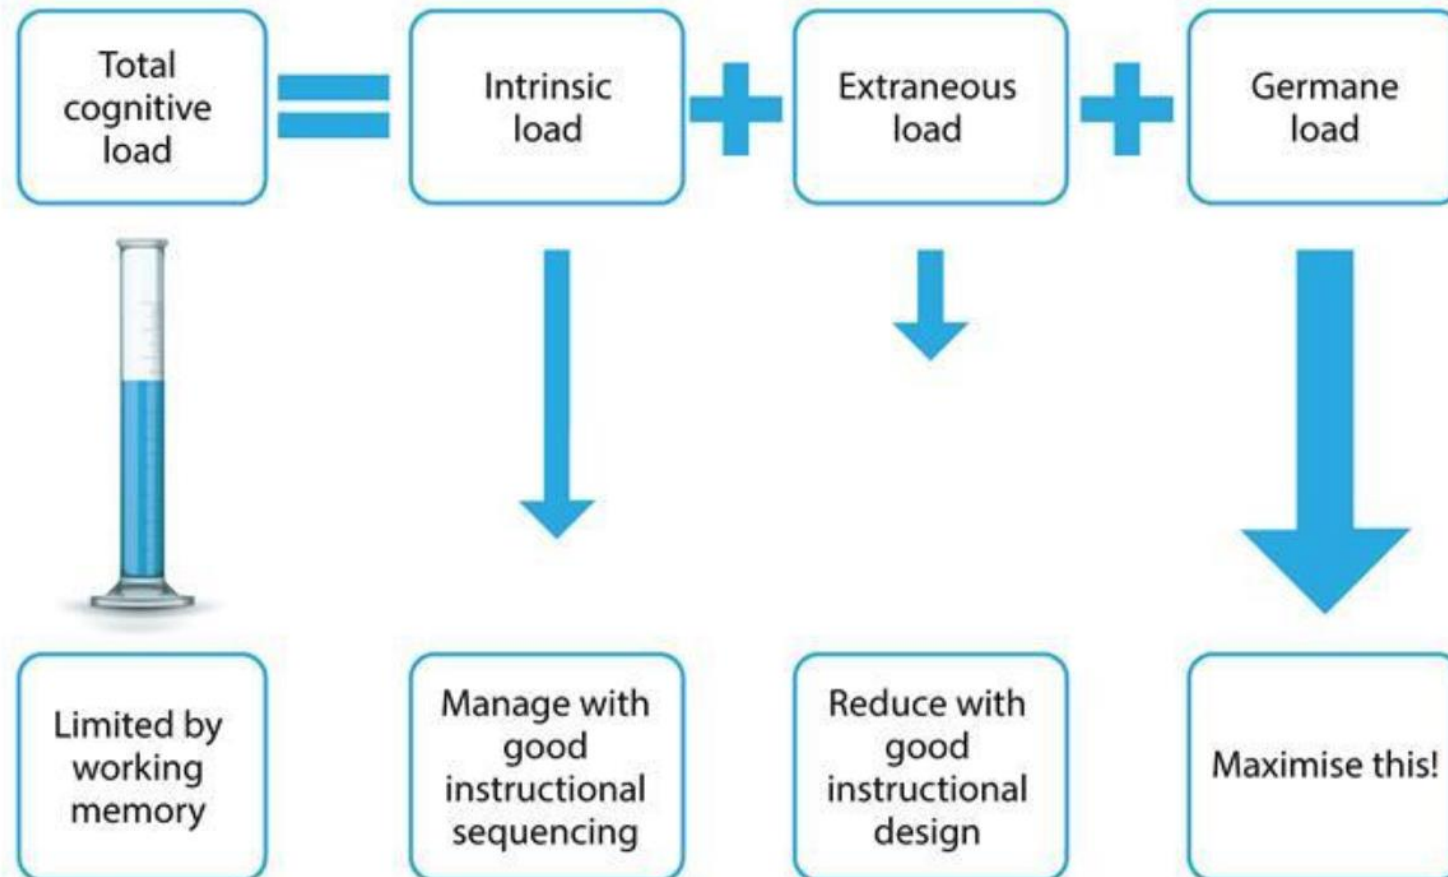 Total
cognitive
load
Intrinsic
load
Extraneous
load
Germane
load
Limited by
working
memory
Manage with
good
instructional
sequencing
Reduce with
good
instructional
design
Maximise this!